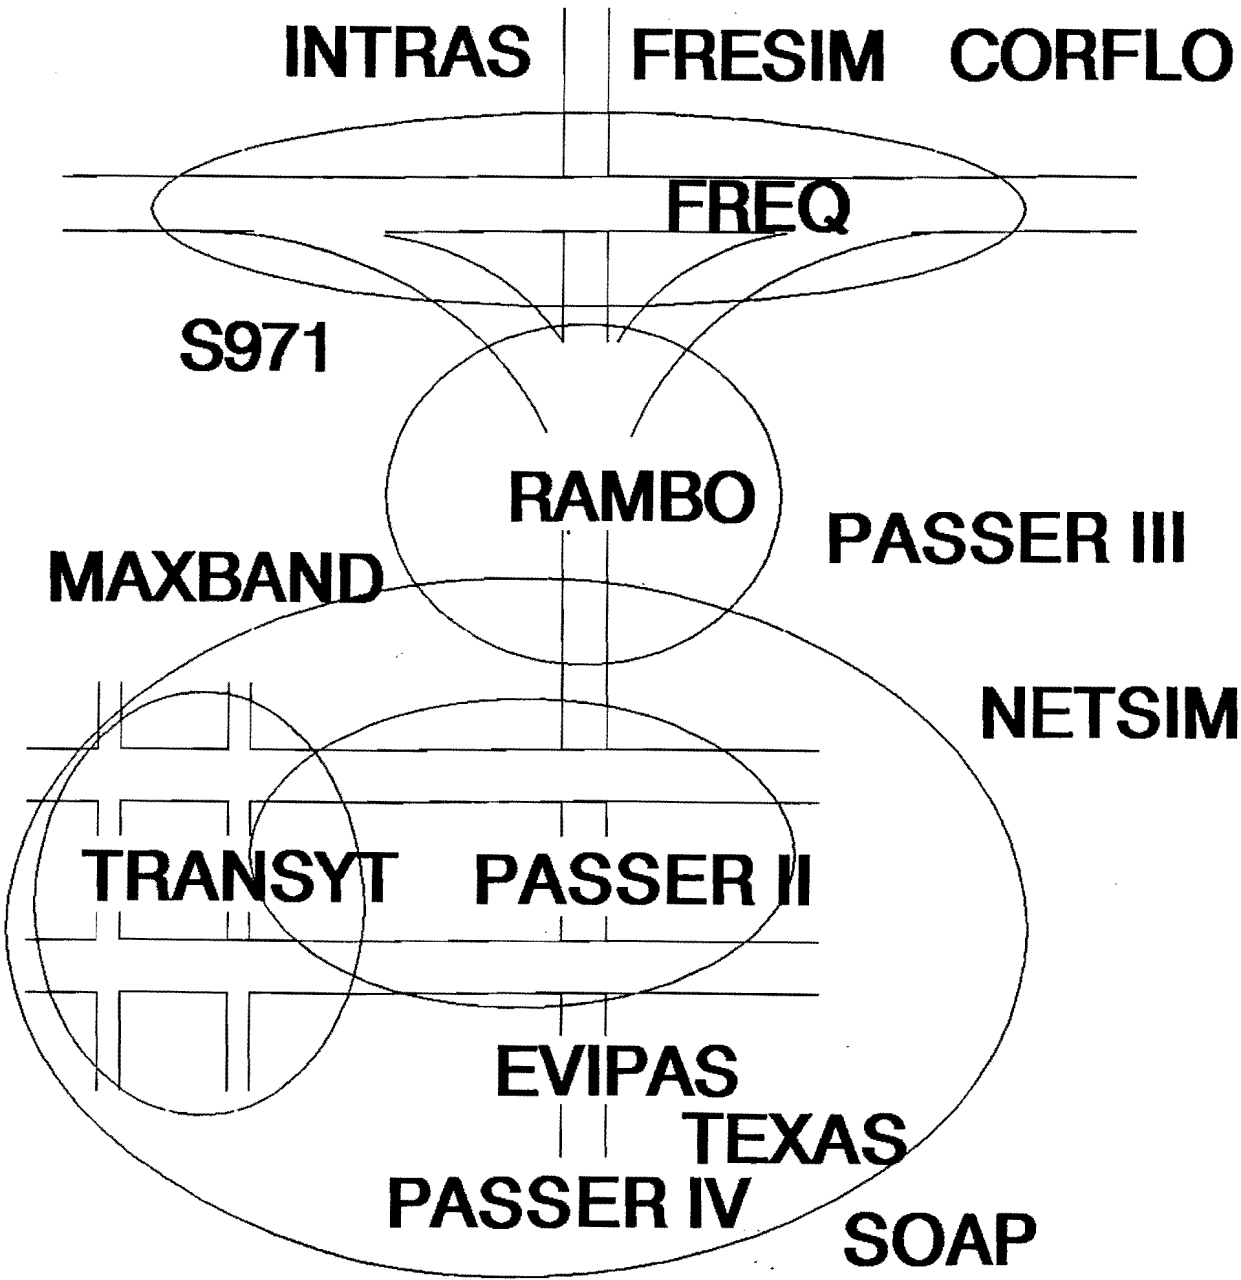 INTRAS FRESIM CORFLO
FREQ
S971
RAMBO
PASSER III
MAXBAND
NETSIM
TRANSYT PASSER II
EVIPAS
TEXAS
PASSER IV
SOAP